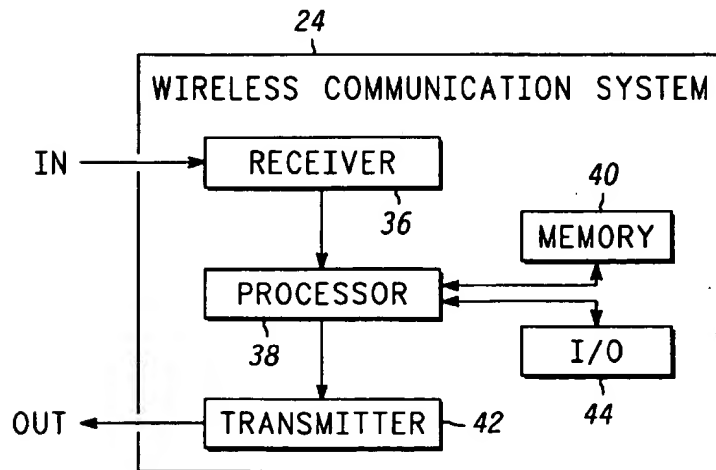 24
WIRELESS COMMUNICATION SYSTEM
IN
RECEIVER
36
40
MEMORY
PROCESSOR
38
I/O
44
OUT
TRANSMITTER
42